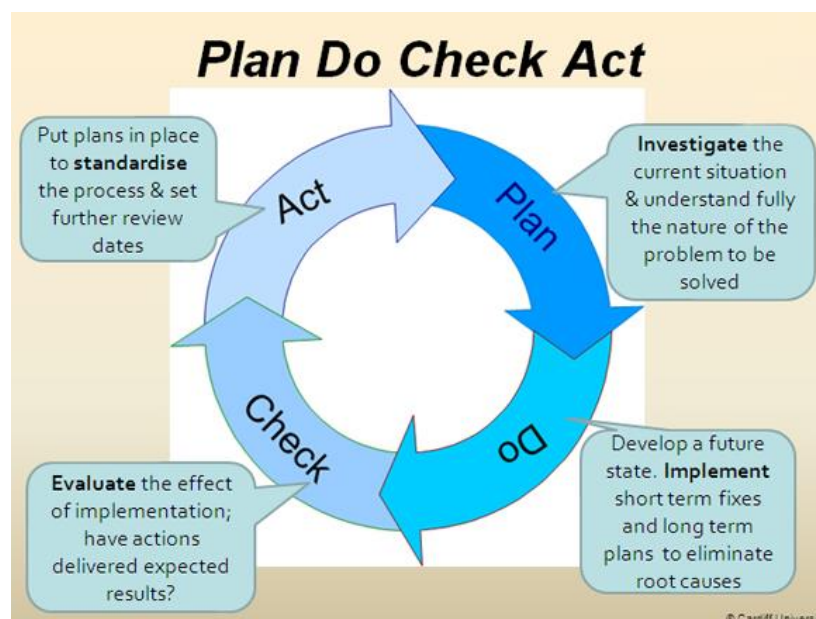 Plan Do Check Act
Put plans in place
to standardise
the process & set
further review
dates
Act
Plan
Investigate the
current situation
& understand fully
the nature of the
problem to be
solved
Do
Develop a future
state. Implement
short term fixes
and long term
plans to eliminate
root causes
Check
Evaluate the effect
of implementation;
have actions
delivered expected
results?
© Cardiff